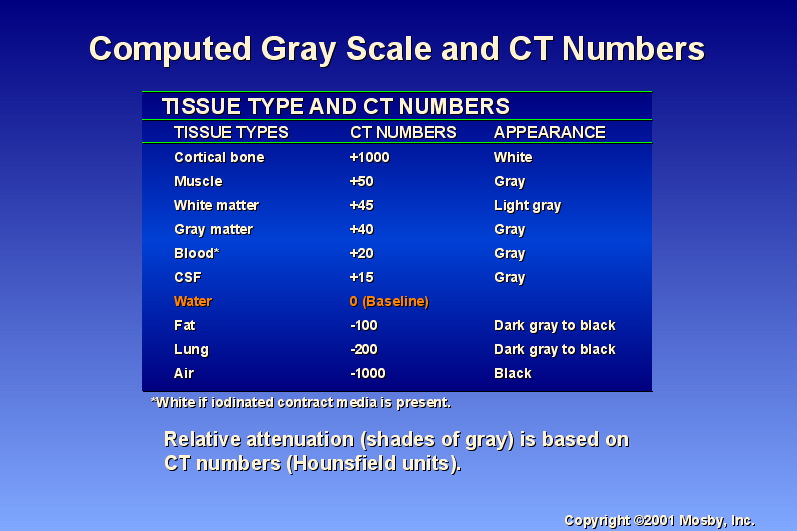 Computed Gray Scale and CT Numbers
TISSUE TYPE AND CT NUMBERS
TISSUE TYPES CT NUMBERS APPEARANCE
Cortical bone +1000 White
Muscle +50 Gray
White matter +45 Light gray
Gray matter +40 Gray
Blood* +20 Gray
CSF +15 Gray
Water 0 (Baseline)
Fat -100 Dark gray to black
Lung -200 Dark gray to black
Air -1000 Black
*White if iodinated contract media is present.
Relative attenuation (shades of gray) is based on
CT numbers (Hounsfield units).
Copyright ©2001 Mosby, Inc.